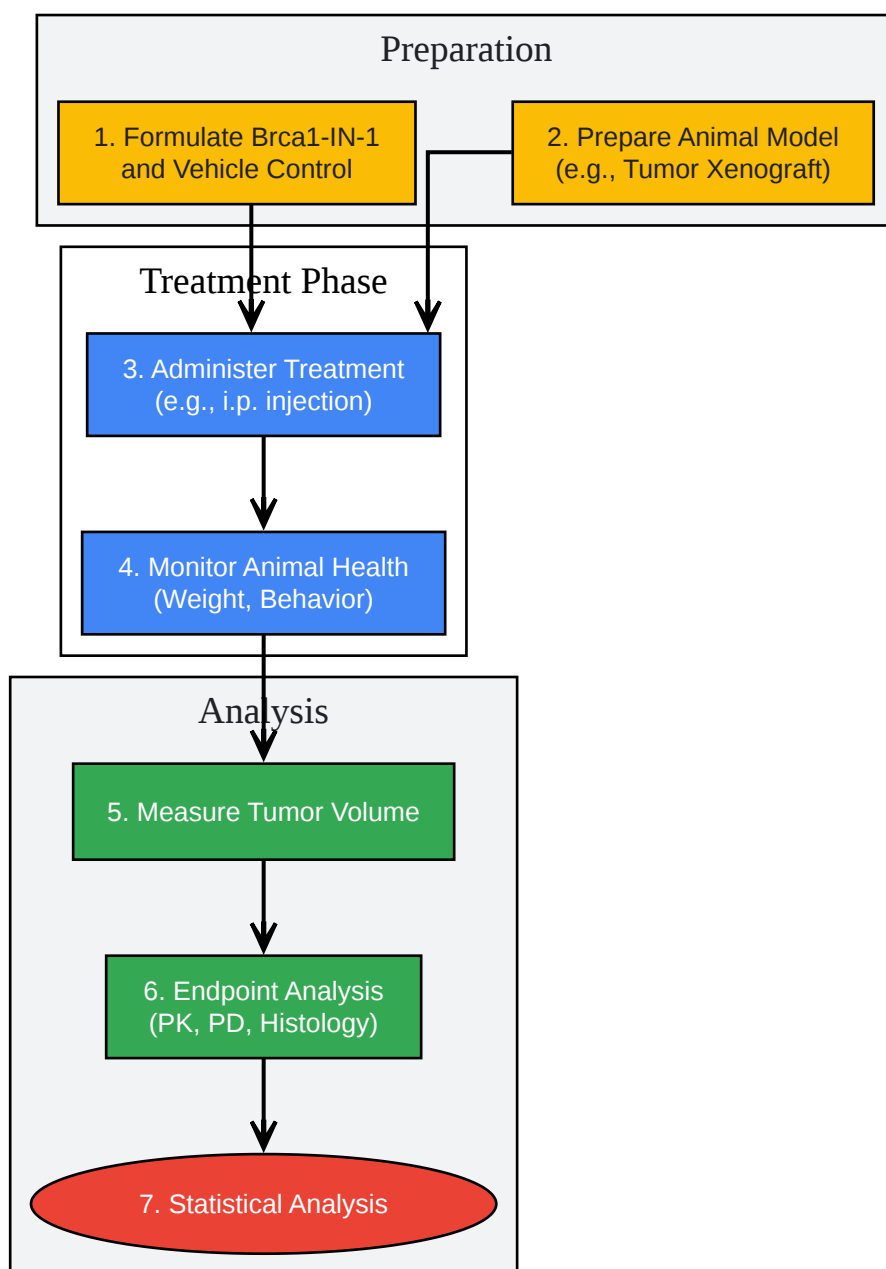 Preparation
1. Formulate Brca1-IN-1
and Vehicle Control
2. Prepare Animal Model
(e.g., Tumor Xenograft)
Treatment Phase
3. Administer Treatment
(e.g., i.p. injection)
4. Monitor Animal Health
(Weight, Behavior)
Analysis
5. Measure Tumor Volume
6. Endpoint Analysis
(PK, PD, Histology)
7. Statistical Analysis